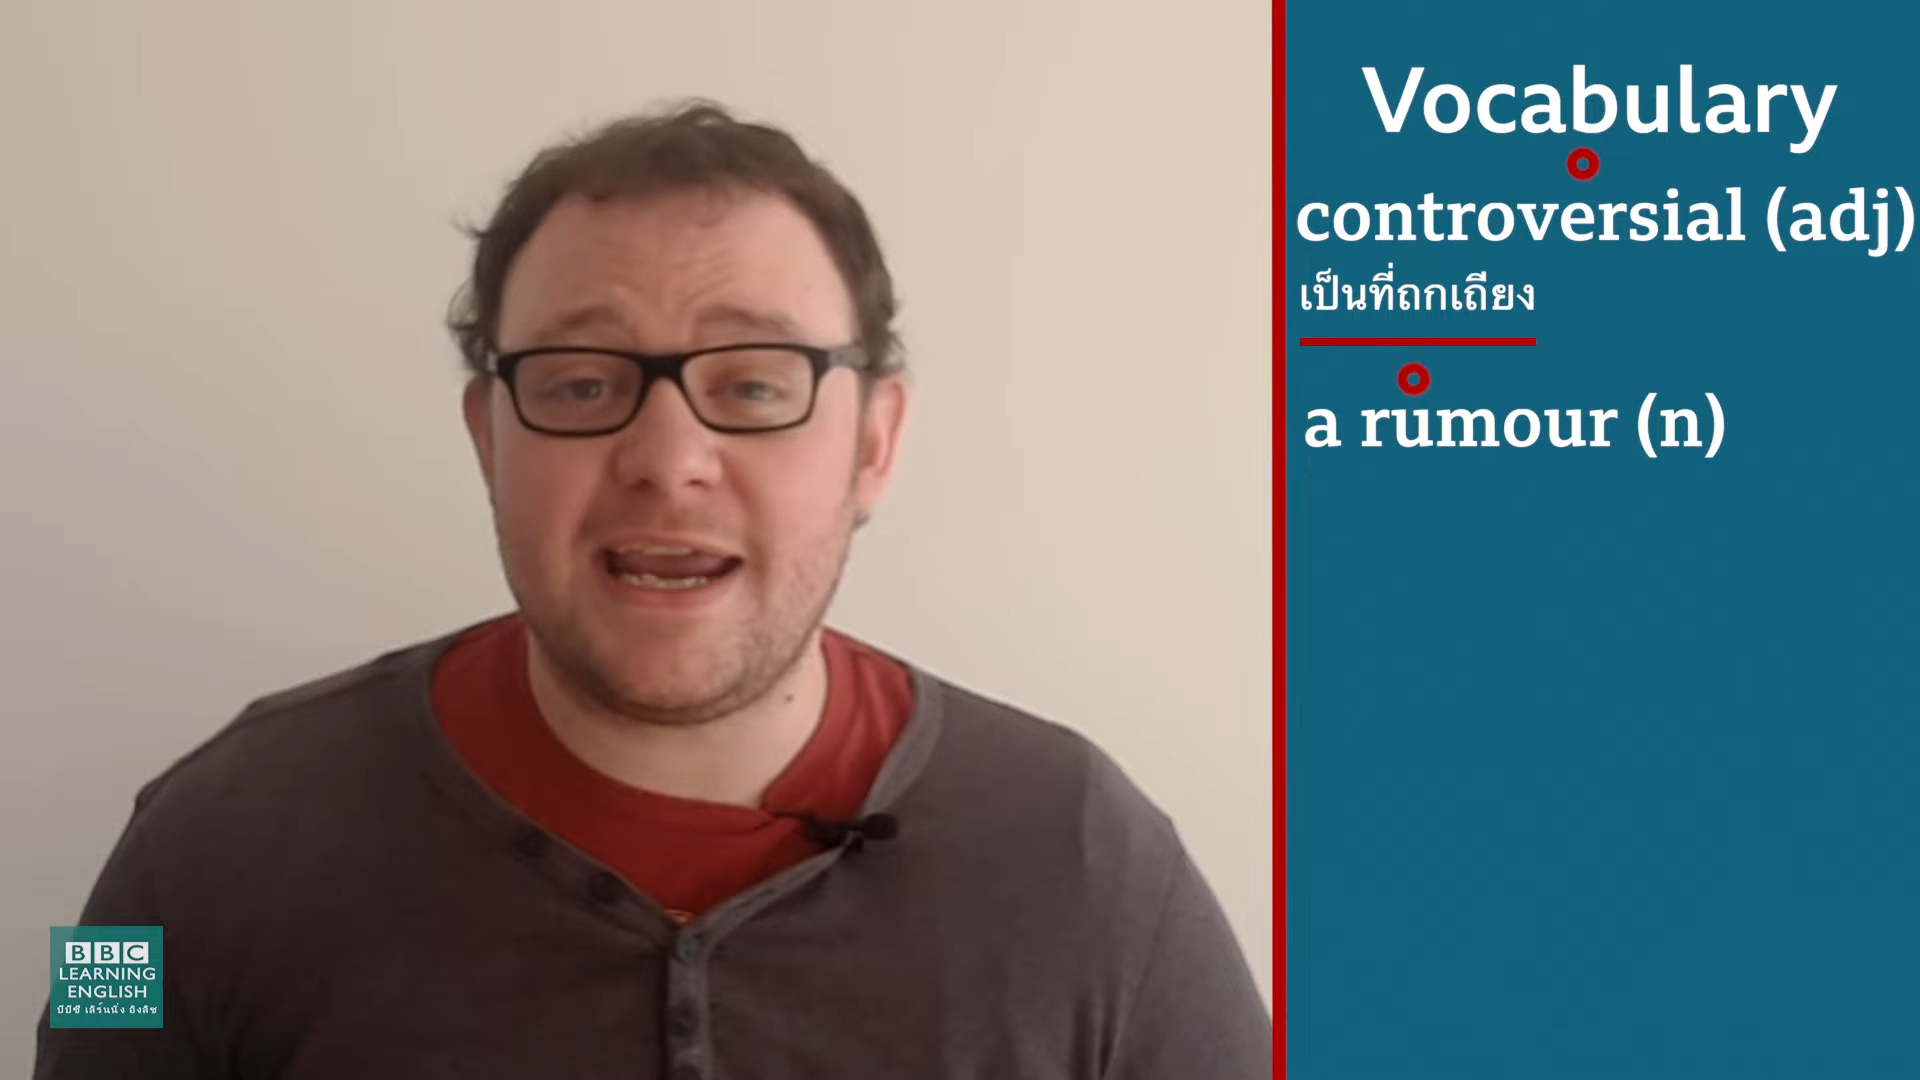 Vocabulary
controversial (adj)
เป็นที่ถกเถียง
a rumour (n)
BBC
LEARNING
ENGLISH
บีบีซี เลิร์นนิ่ง อิงลิช